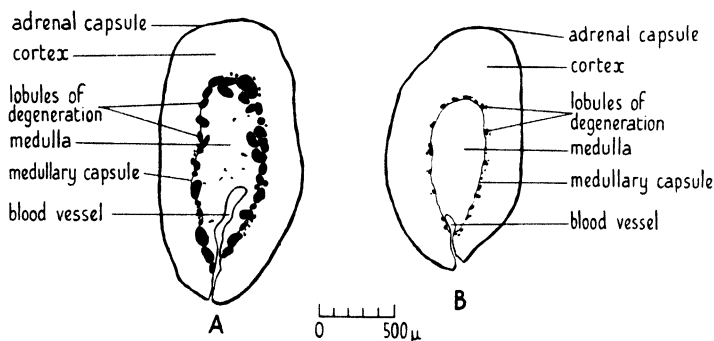 adrenal capsule
cortex
lobules of
degeneration
medulla
medullary capsule
blood vessel
A
adrenal capsule
cortex
lobules of
degeneration
medulla
medullary capsule
blood vessel
B
0 500 μ